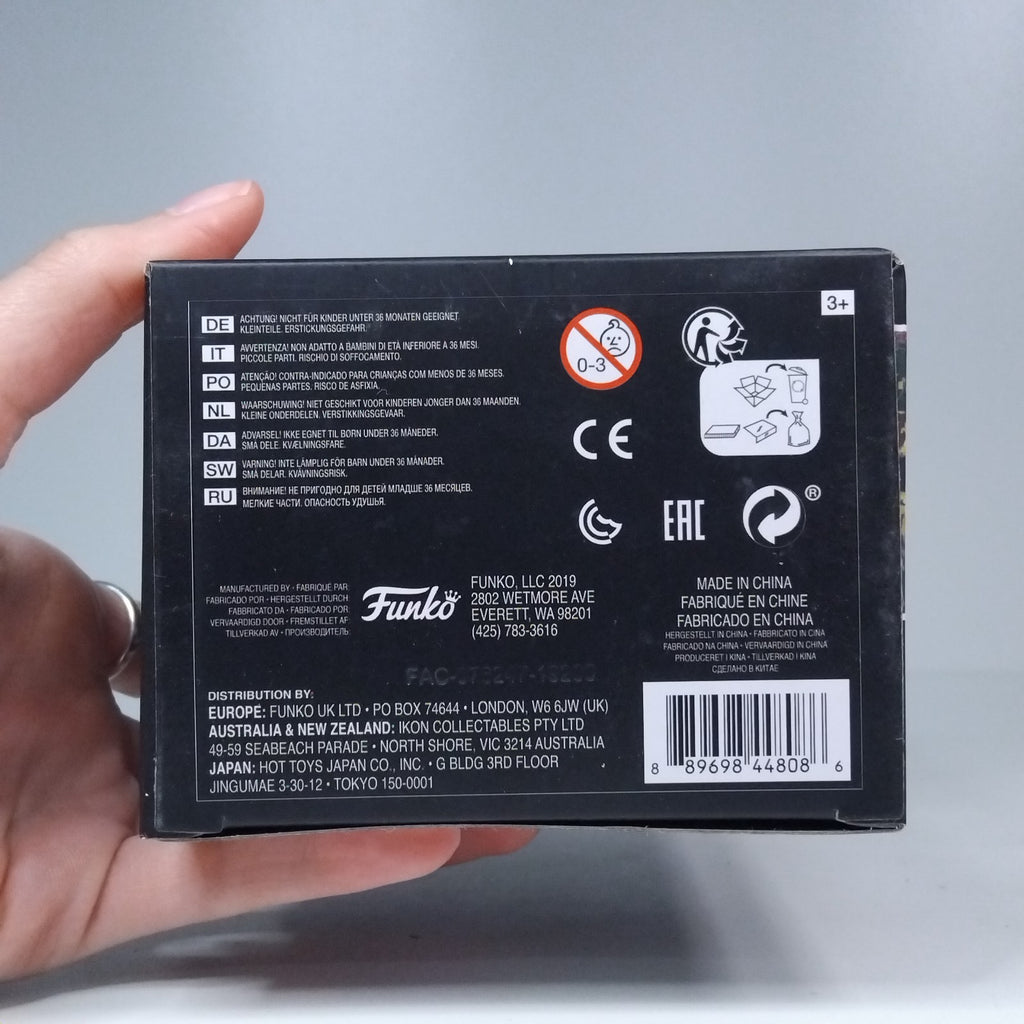 3+
DE ACHTUNG! NICHT FÜR KINDER UNTER 36 MONATEN GEEIGNET.
KLEINTEILE. ERSTICKUNGSGEFAHR.
IT AVVERTENZA! NON ADATTO A BAMBINI DI ETÀ INFERIORE A 36 MESI.
PICCOLE PARTI. RISCHIO DI SOFFOCAMENTO.
PO ATENÇÃO! CONTRA-INDICADO PARA CRIANÇAS COM MENOS DE 36 MESES.
PEQUENAS PARTES. RISCO DE ASFIXIA.
NL WAARSCHUWING! NIET GESCHIKT VOOR KINDEREN JONGER DAN 36 MAANDEN.
KLEINE ONDERDELEN. VERSTIKKINGSGEVAAR.
DA ADVARSEL! IKKE EGNET TIL BØRN UNDER 36 MÅNEDER.
SMÅ DELE. KVÆLNINGSFARE.
SW VARNING! INTE LÄMPLIG FÖR BARN UNDER 36 MÅNADER.
SMÅ DELAR. KVÄVNINGSRISK.
RU ВНИМАНИЕ! НЕ ПРИГОДНО ДЛЯ ДЕТЕЙ МЛАДШЕ 36 МЕСЯЦЕВ.
МЕЛКИЕ ЧАСТИ. ОПАСНОСТЬ УДУШЬЯ.
0-3
CE
EAC
®
MANUFACTURED BY • FABRIQUÉ PAR:
FABRICADO POR • HERGESTELLT DURCH:
FABBRICATO DA • FABRICADO POR:
VERVAARDIGD DOOR • FREMSTILLET AF:
TILLVERKAD AV • ПРОИЗВОДИТЕЛЬ:
Funko
FUNKO, LLC 2019
2802 WETMORE AVE
EVERETT, WA 98201
(425) 783-3616
MADE IN CHINA
FABRIQUÉ EN CHINE
FABRICADO EN CHINA
HERGESTELLT IN CHINA • FABBRICATO IN CINA
FABRICADO NA CHINA • VERVAARDIGD IN CHINA
PRODUCERET I KINA • TILLVERKAD I KINA
СДЕЛАНО В КИТАЕ
DISTRIBUTION BY:
EUROPE: FUNKO UK LTD • PO BOX 74644 • LONDON, W6 6JW (UK)
AUSTRALIA & NEW ZEALAND: IKON COLLECTABLES PTY LTD
49-59 SEABEACH PARADE • NORTH SHORE, VIC 3214 AUSTRALIA
JAPAN: HOT TOYS JAPAN CO., INC. • G BLDG 3RD FLOOR
JINGUMAE 3-30-12 • TOKYO 150-0001
8 89698 44808 6